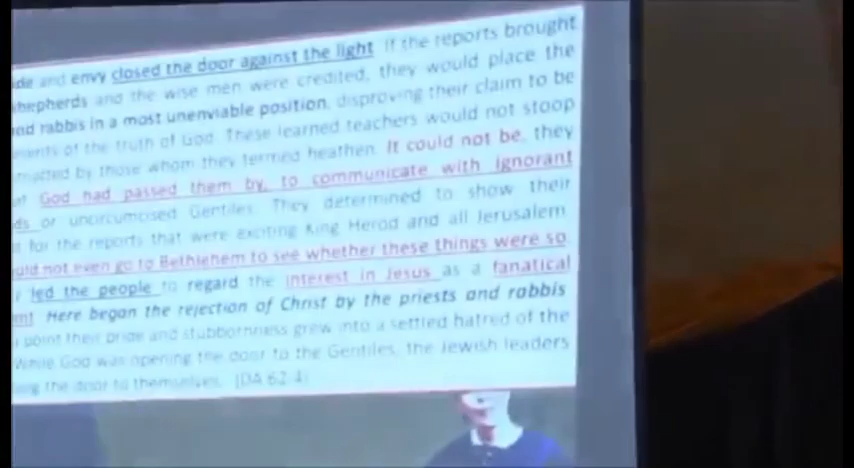 and envy closed the door against the light If the reports brought
shepherds and the wise men were credited, they would place the
and rabbis in a most unenviable position, disproving their claim to be
of the truth of God. These learned teachers would not stoop
by those whom they termed heathen. It could not be, they
God had passed them by, to communicate with ignorant
or uncircumcised Gentiles. They determined to show their
for the reports that were exciting King Herod and all Jerusalem
not even go to Bethlehem to see whether these things were so
led the people to regard the interest in Jesus as a fanatical
Here began the rejection of Christ by the priests and rabbis
point their pride and stubbornness grew into a settled hatred of the
While God was opening the door to the Gentiles, the Jewish leaders
the door to themselves. (DA 62.4)